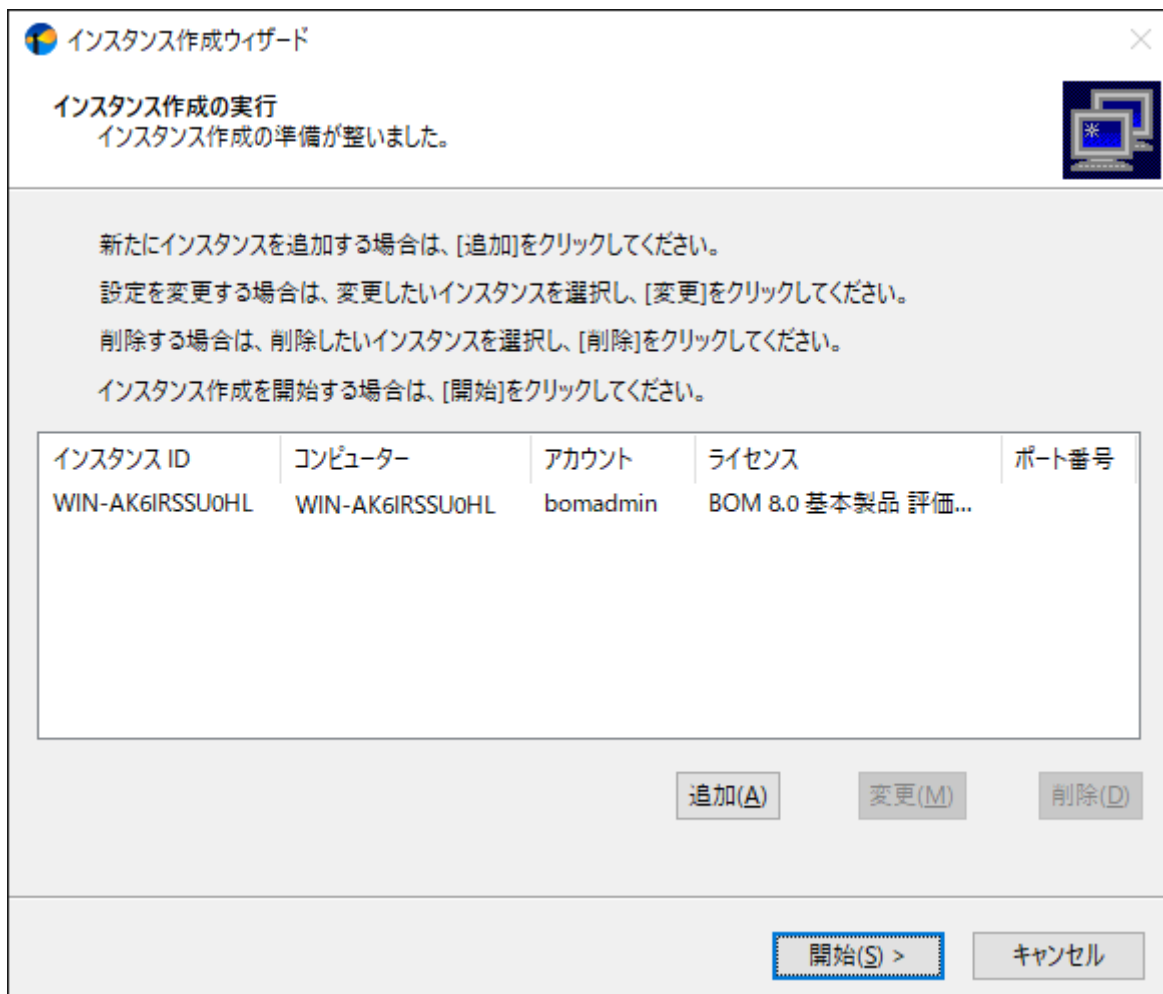 インスタンス作成ウィザード
インスタンス作成の実行
インスタンス作成の準備が整いました。
新たにインスタンスを追加する場合は、[追加]をクリックしてください。
設定を変更する場合は、変更したいインスタンスを選択し、[変更]をクリックしてください。
削除する場合は、削除したいインスタンスを選択し、[削除]をクリックしてください。
インスタンス作成を開始する場合は、[開始]をクリックしてください。
インスタンス ID コンピューター アカウント ライセンス ポート番号
WIN-AK6IRSSU0HL WIN-AK6IRSSU0HL bomadmin BOM 8.0 基本製品 評価...
追加(A) 変更(M) 削除(D)
開始(S) > キャンセル